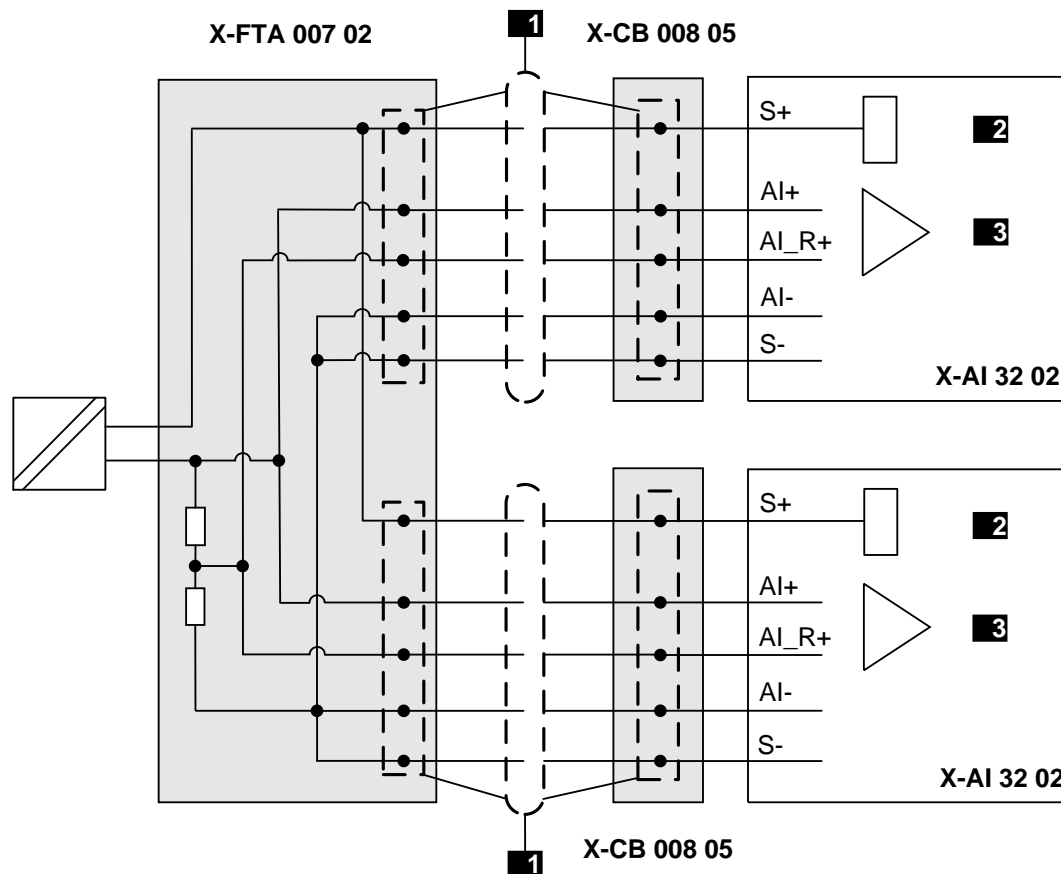 1
X-FTA 007 02
X-CB 008 05
S+
2
AI+
3
AI_R+
AI-
S-
X-AI 32 02
S+
2
AI+
3
AI_R+
AI-
S-
X-AI 32 02
X-CB 008 05
1